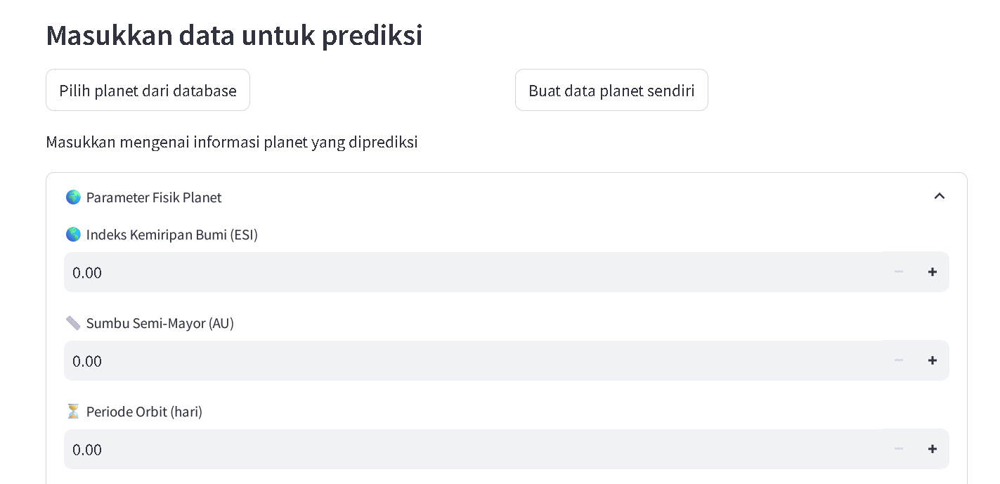 Masukkan data untuk prediksi
Pilih planet dari database
Buat data planet sendiri
Masukkan mengenai informasi planet yang diprediksi
🌍 Parameter Fisik Planet
🌎 Indeks Kemiripan Bumi (ESI)
0.00
📏 Sumbu Semi-Mayor (AU)
0.00
⏳ Periode Orbit (hari)
0.00